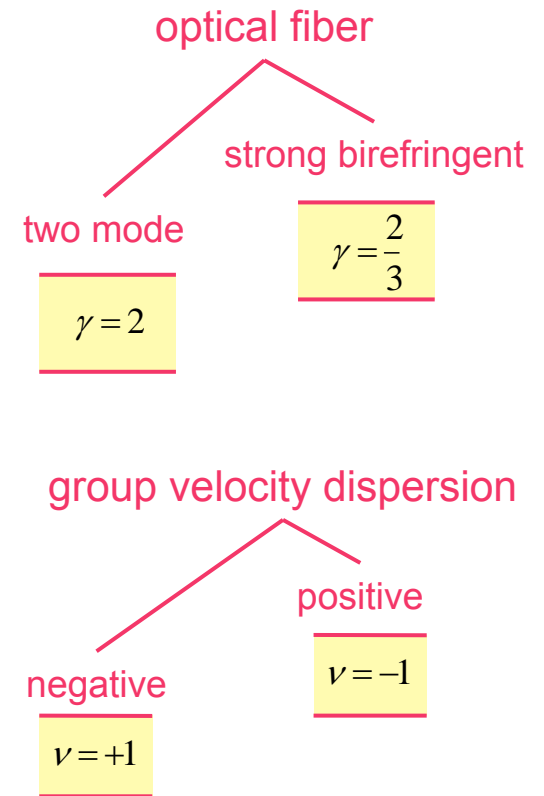 optical fiber
strong birefringent
two mode
γ = 2/3
γ = 2
group velocity dispersion
positive
negative
ν = −1
ν = +1